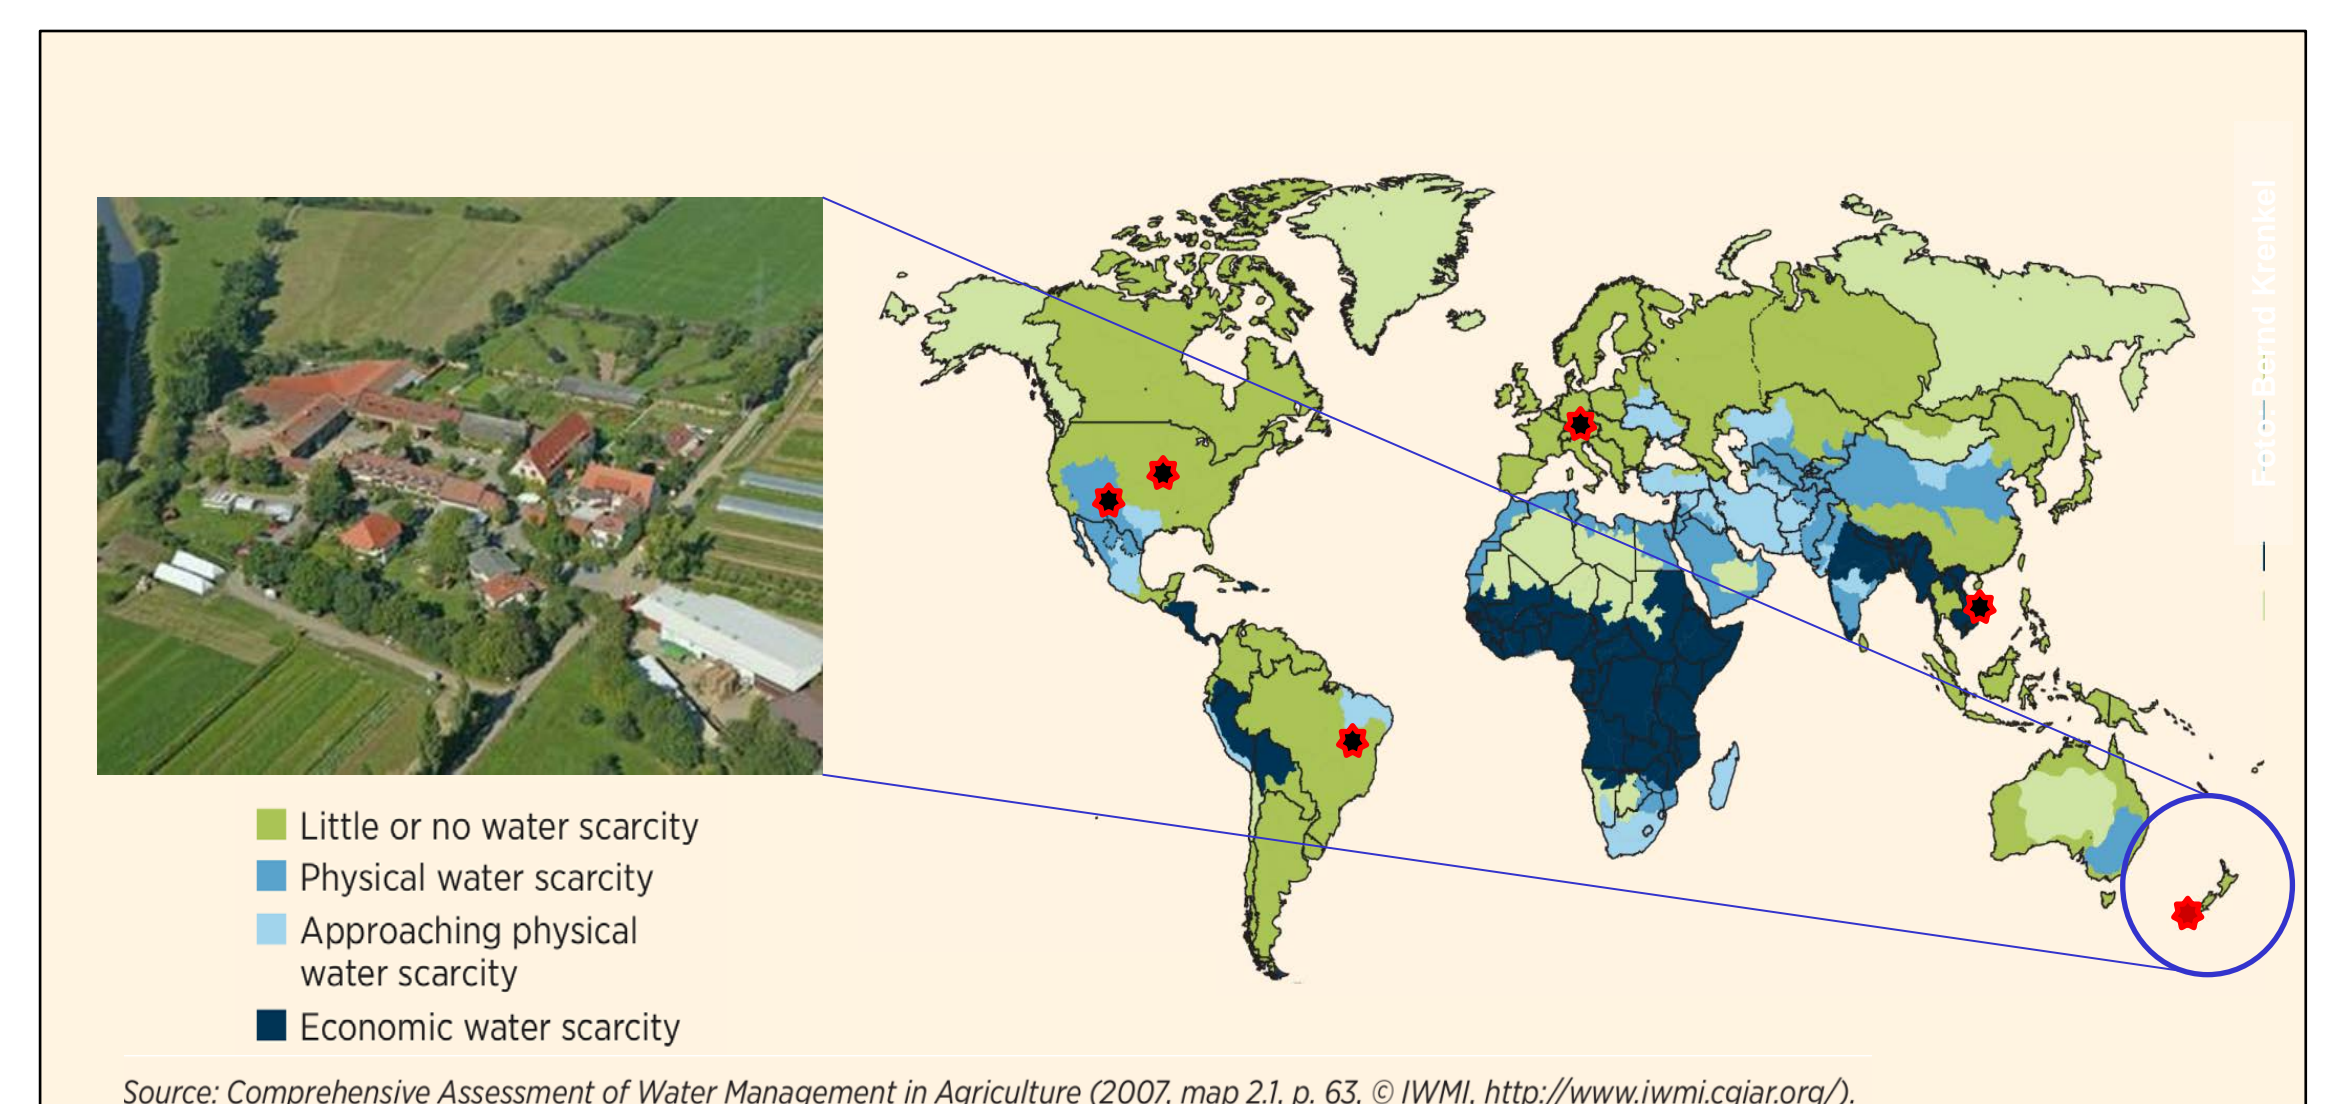 Foto: Bernd Krenkel
Little or no water scarcity
Physical water scarcity
Approaching physical
water scarcity
Economic water scarcity
Source: Comprehensive Assessment of Water Management in Agriculture (2007, map 2.1, p. 63, © IWMI, http://www.iwmi.cgiar.org/).